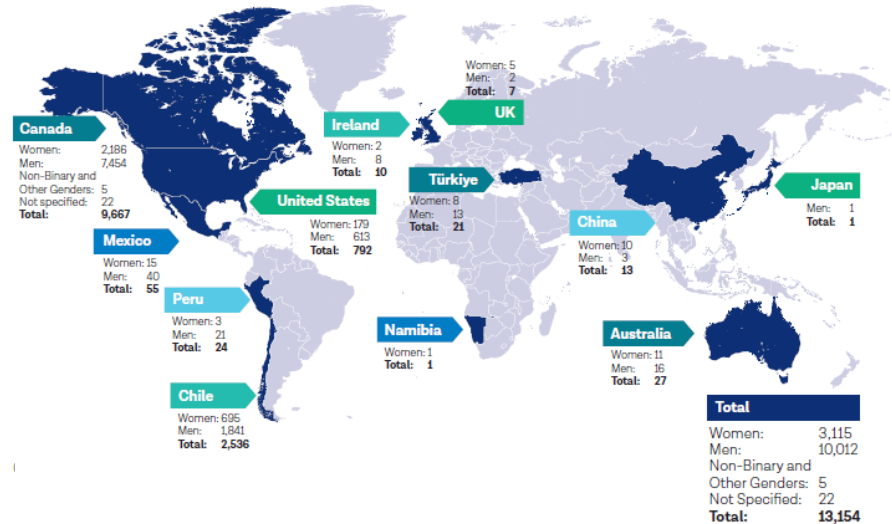 Canada
Women: 2,186
Men: 7,454
Non-Binary and
Other Genders: 5
Not specified: 22
Total: 9,667
Ireland
Women: 2
Men: 8
Total: 10
Women: 5
Men: 2
Total: 7
UK
United States
Women: 179
Men: 613
Total: 792
Türkiye
Women: 8
Men: 13
Total: 21
Japan
Men: 1
Total: 1
China
Women: 10
Men: 3
Total: 13
Mexico
Women: 15
Men: 40
Total: 55
Peru
Women: 3
Men: 21
Total: 24
Namibia
Women: 1
Total: 1
Australia
Women: 11
Men: 16
Total: 27
Chile
Women: 695
Men: 1,841
Total: 2,536
Total
Women: 3,115
Men: 10,012
Non-Binary and
Other Genders: 5
Not Specified: 22
Total: 13,154